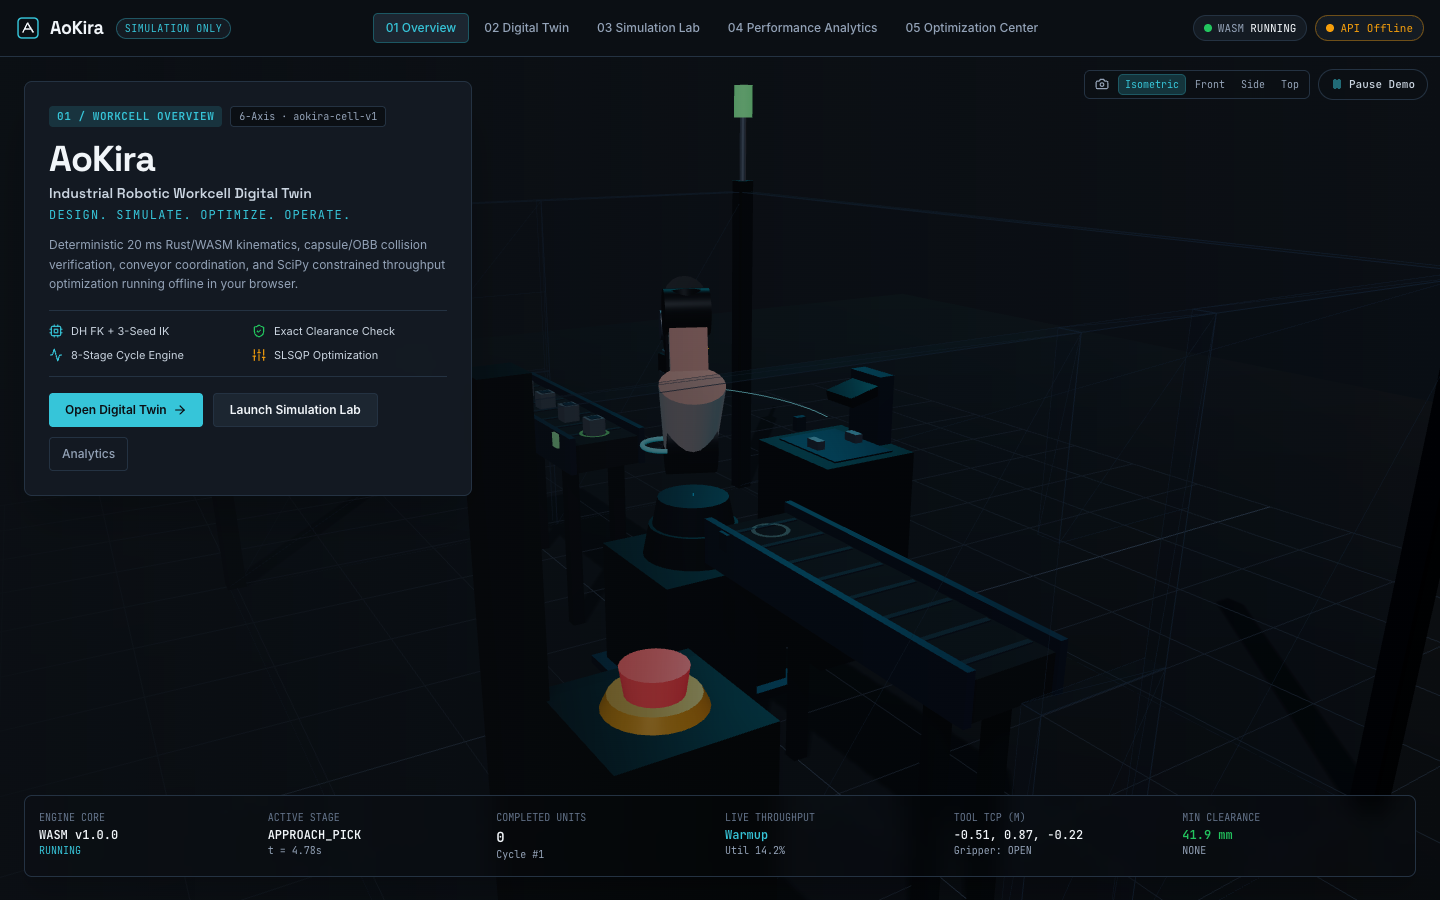 AoKira
SIMULATION ONLY
01 Overview
02 Digital Twin
03 Simulation Lab
04 Performance Analytics
05 Optimization Center
WASM RUNNING
API Offline
Isometric
Front
Side
Top
Pause Demo
01 / WORKCELL OVERVIEW
6-Axis · aokira-cell-v1
AoKira
Industrial Robotic Workcell Digital Twin
DESIGN. SIMULATE. OPTIMIZE. OPERATE.
Deterministic 20 ms Rust/WASM kinematics, capsule/OBB collision
verification, conveyor coordination, and SciPy constrained throughput
optimization running offline in your browser.
DH FK + 3-Seed IK
Exact Clearance Check
8-Stage Cycle Engine
SLSQP Optimization
Open Digital Twin
Launch Simulation Lab
Analytics
ENGINE CORE
WASM v1.0.0
RUNNING
ACTIVE STAGE
APPROACH_PICK
t = 4.78s
COMPLETED UNITS
0
Cycle #1
LIVE THROUGHPUT
Warmup
Util 14.2%
TOOL TCP (M)
-0.51, 0.87, -0.22
Gripper: OPEN
MIN CLEARANCE
41.9 mm
NONE